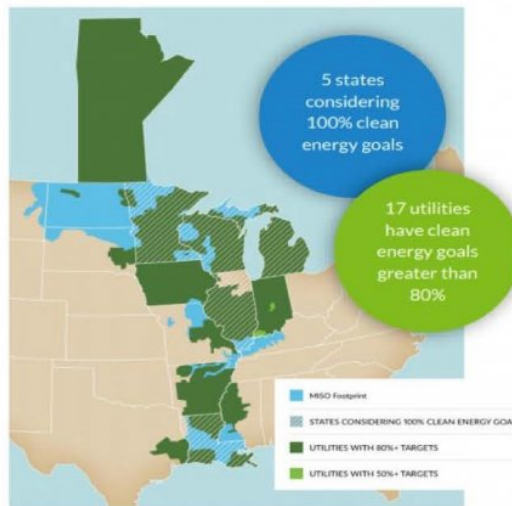 5 states
considering
100% clean
energy goals
17 utilities
have clean
energy goals
greater than
80%
MISO Footprint
STATES CONSIDERING 100% CLEAN ENERGY GOA
UTILITIES WITH 80%+ TARGETS
UTILITIES WITH 50%+ TARGETS